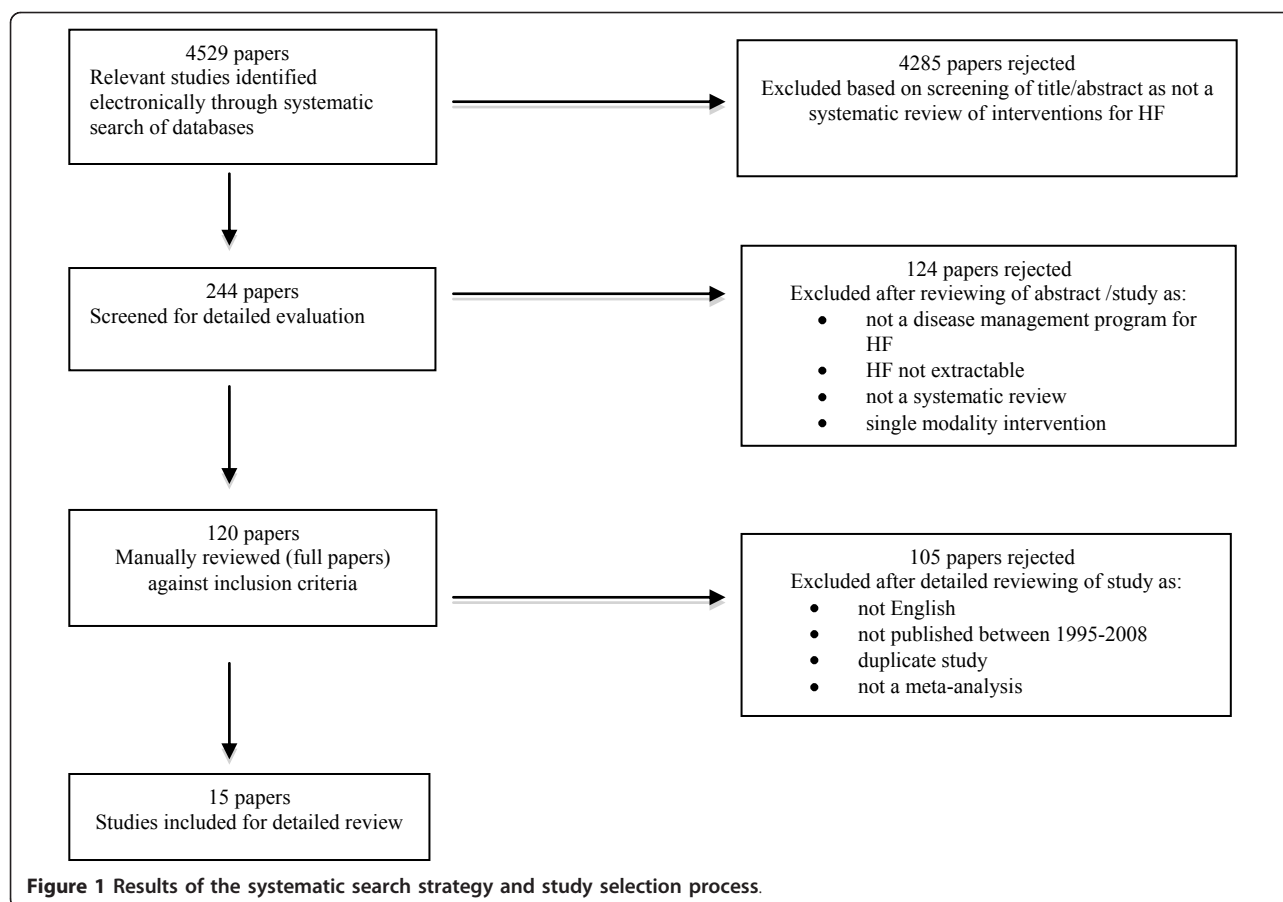 4529 papers
Relevant studies identified
electronically through systematic
search of databases
4285 papers rejected
Excluded based on screening of title/abstract as not a
systematic review of interventions for HF
244 papers
Screened for detailed evaluation
124 papers rejected
Excluded after reviewing of abstract /study as:
• not a disease management program for
HF
• HF not extractable
• not a systematic review
• single modality intervention
120 papers
Manually reviewed (full papers)
against inclusion criteria
105 papers rejected
Excluded after detailed reviewing of study as:
• not English
• not published between 1995-2008
• duplicate study
• not a meta-analysis
15 papers
Studies included for detailed review
Figure 1 Results of the systematic search strategy and study selection process.